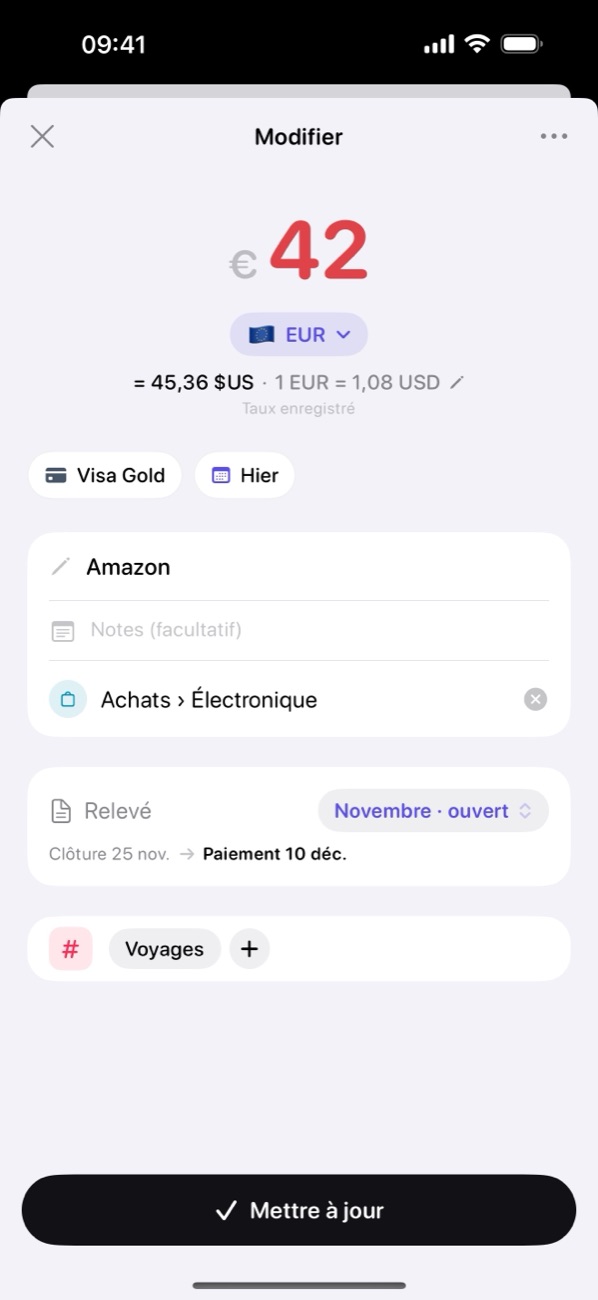 09:41
Modifier
€ 42
EUR
= 45,36 $US · 1 EUR = 1,08 USD
Taux enregistré
Visa Gold
Hier
Amazon
Notes (facultatif)
Achats › Électronique
Relevé
Novembre · ouvert
Clôture 25 nov. → Paiement 10 déc.
# Voyages +
Mettre à jour